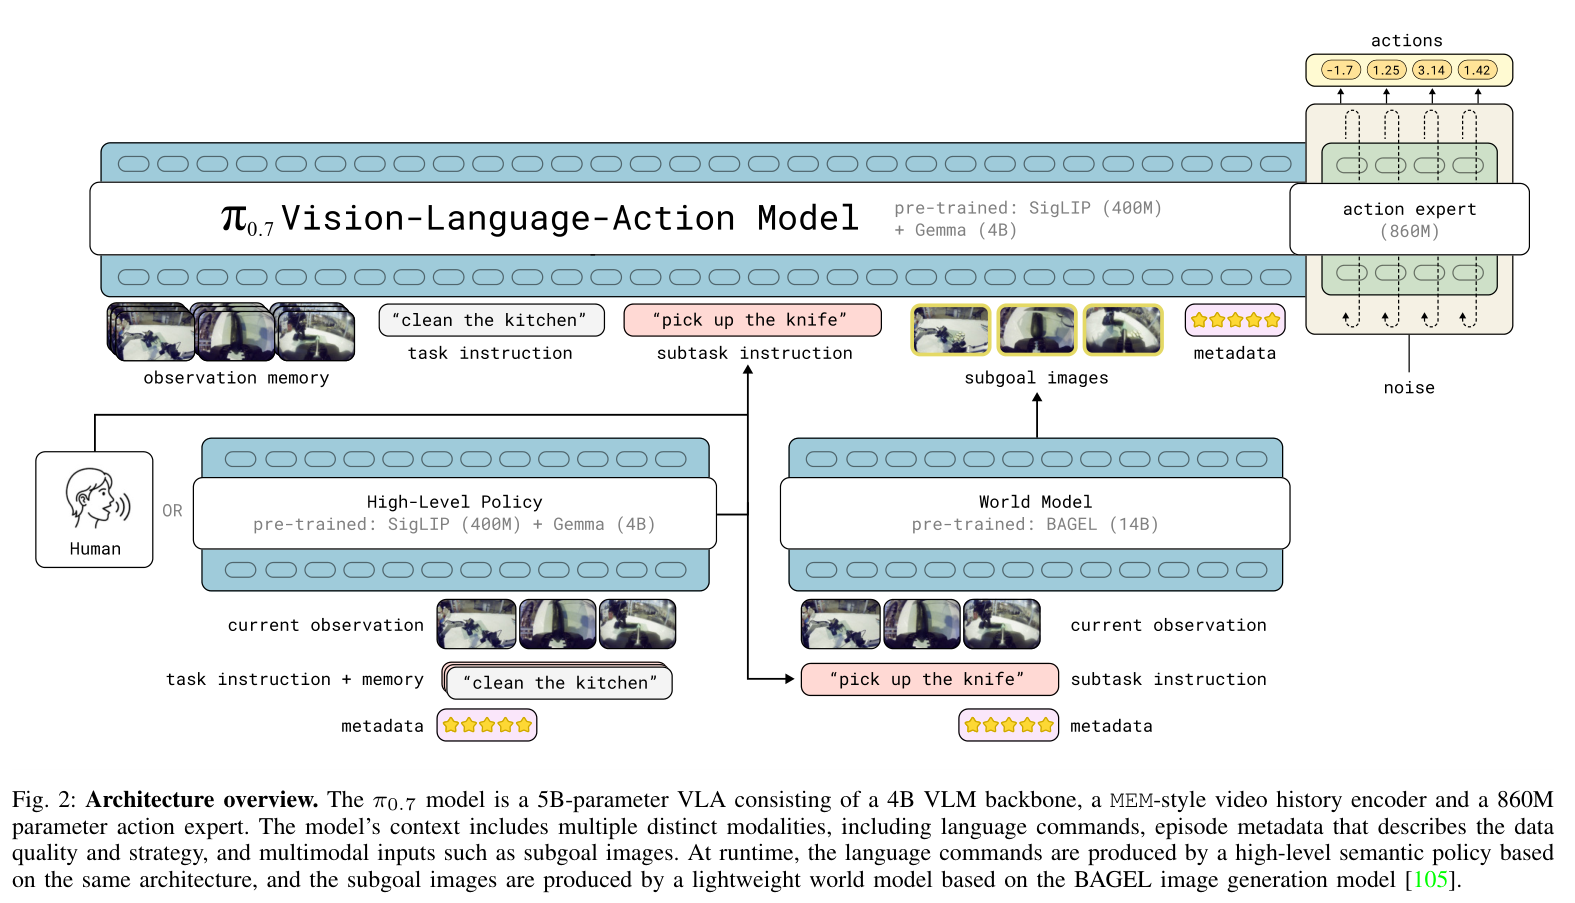 actions
-1.7 1.25 3.14 1.42
π0.7 Vision-Language-Action Model
pre-trained: SigLIP (400M)
+ Gemma (4B)
action expert
(860M)
“clean the kitchen”
“pick up the knife”
task instruction
subtask instruction
metadata
observation memory
subgoal images
noise
Human
OR
High-Level Policy
pre-trained: SigLIP (400M) + Gemma (4B)
World Model
pre-trained: BAGEL (14B)
current observation
current observation
task instruction + memory
“clean the kitchen”
“pick up the knife”
subtask instruction
metadata
metadata
Fig. 2: Architecture overview. The π0.7 model is a 5B-parameter VLA consisting of a 4B VLM backbone, a MEM-style video history encoder and a 860M
parameter action expert. The model’s context includes multiple distinct modalities, including language commands, episode metadata that describes the data
quality and strategy, and multimodal inputs such as subgoal images. At runtime, the language commands are produced by a high-level semantic policy based
on the same architecture, and the subgoal images are produced by a lightweight world model based on the BAGEL image generation model [105].